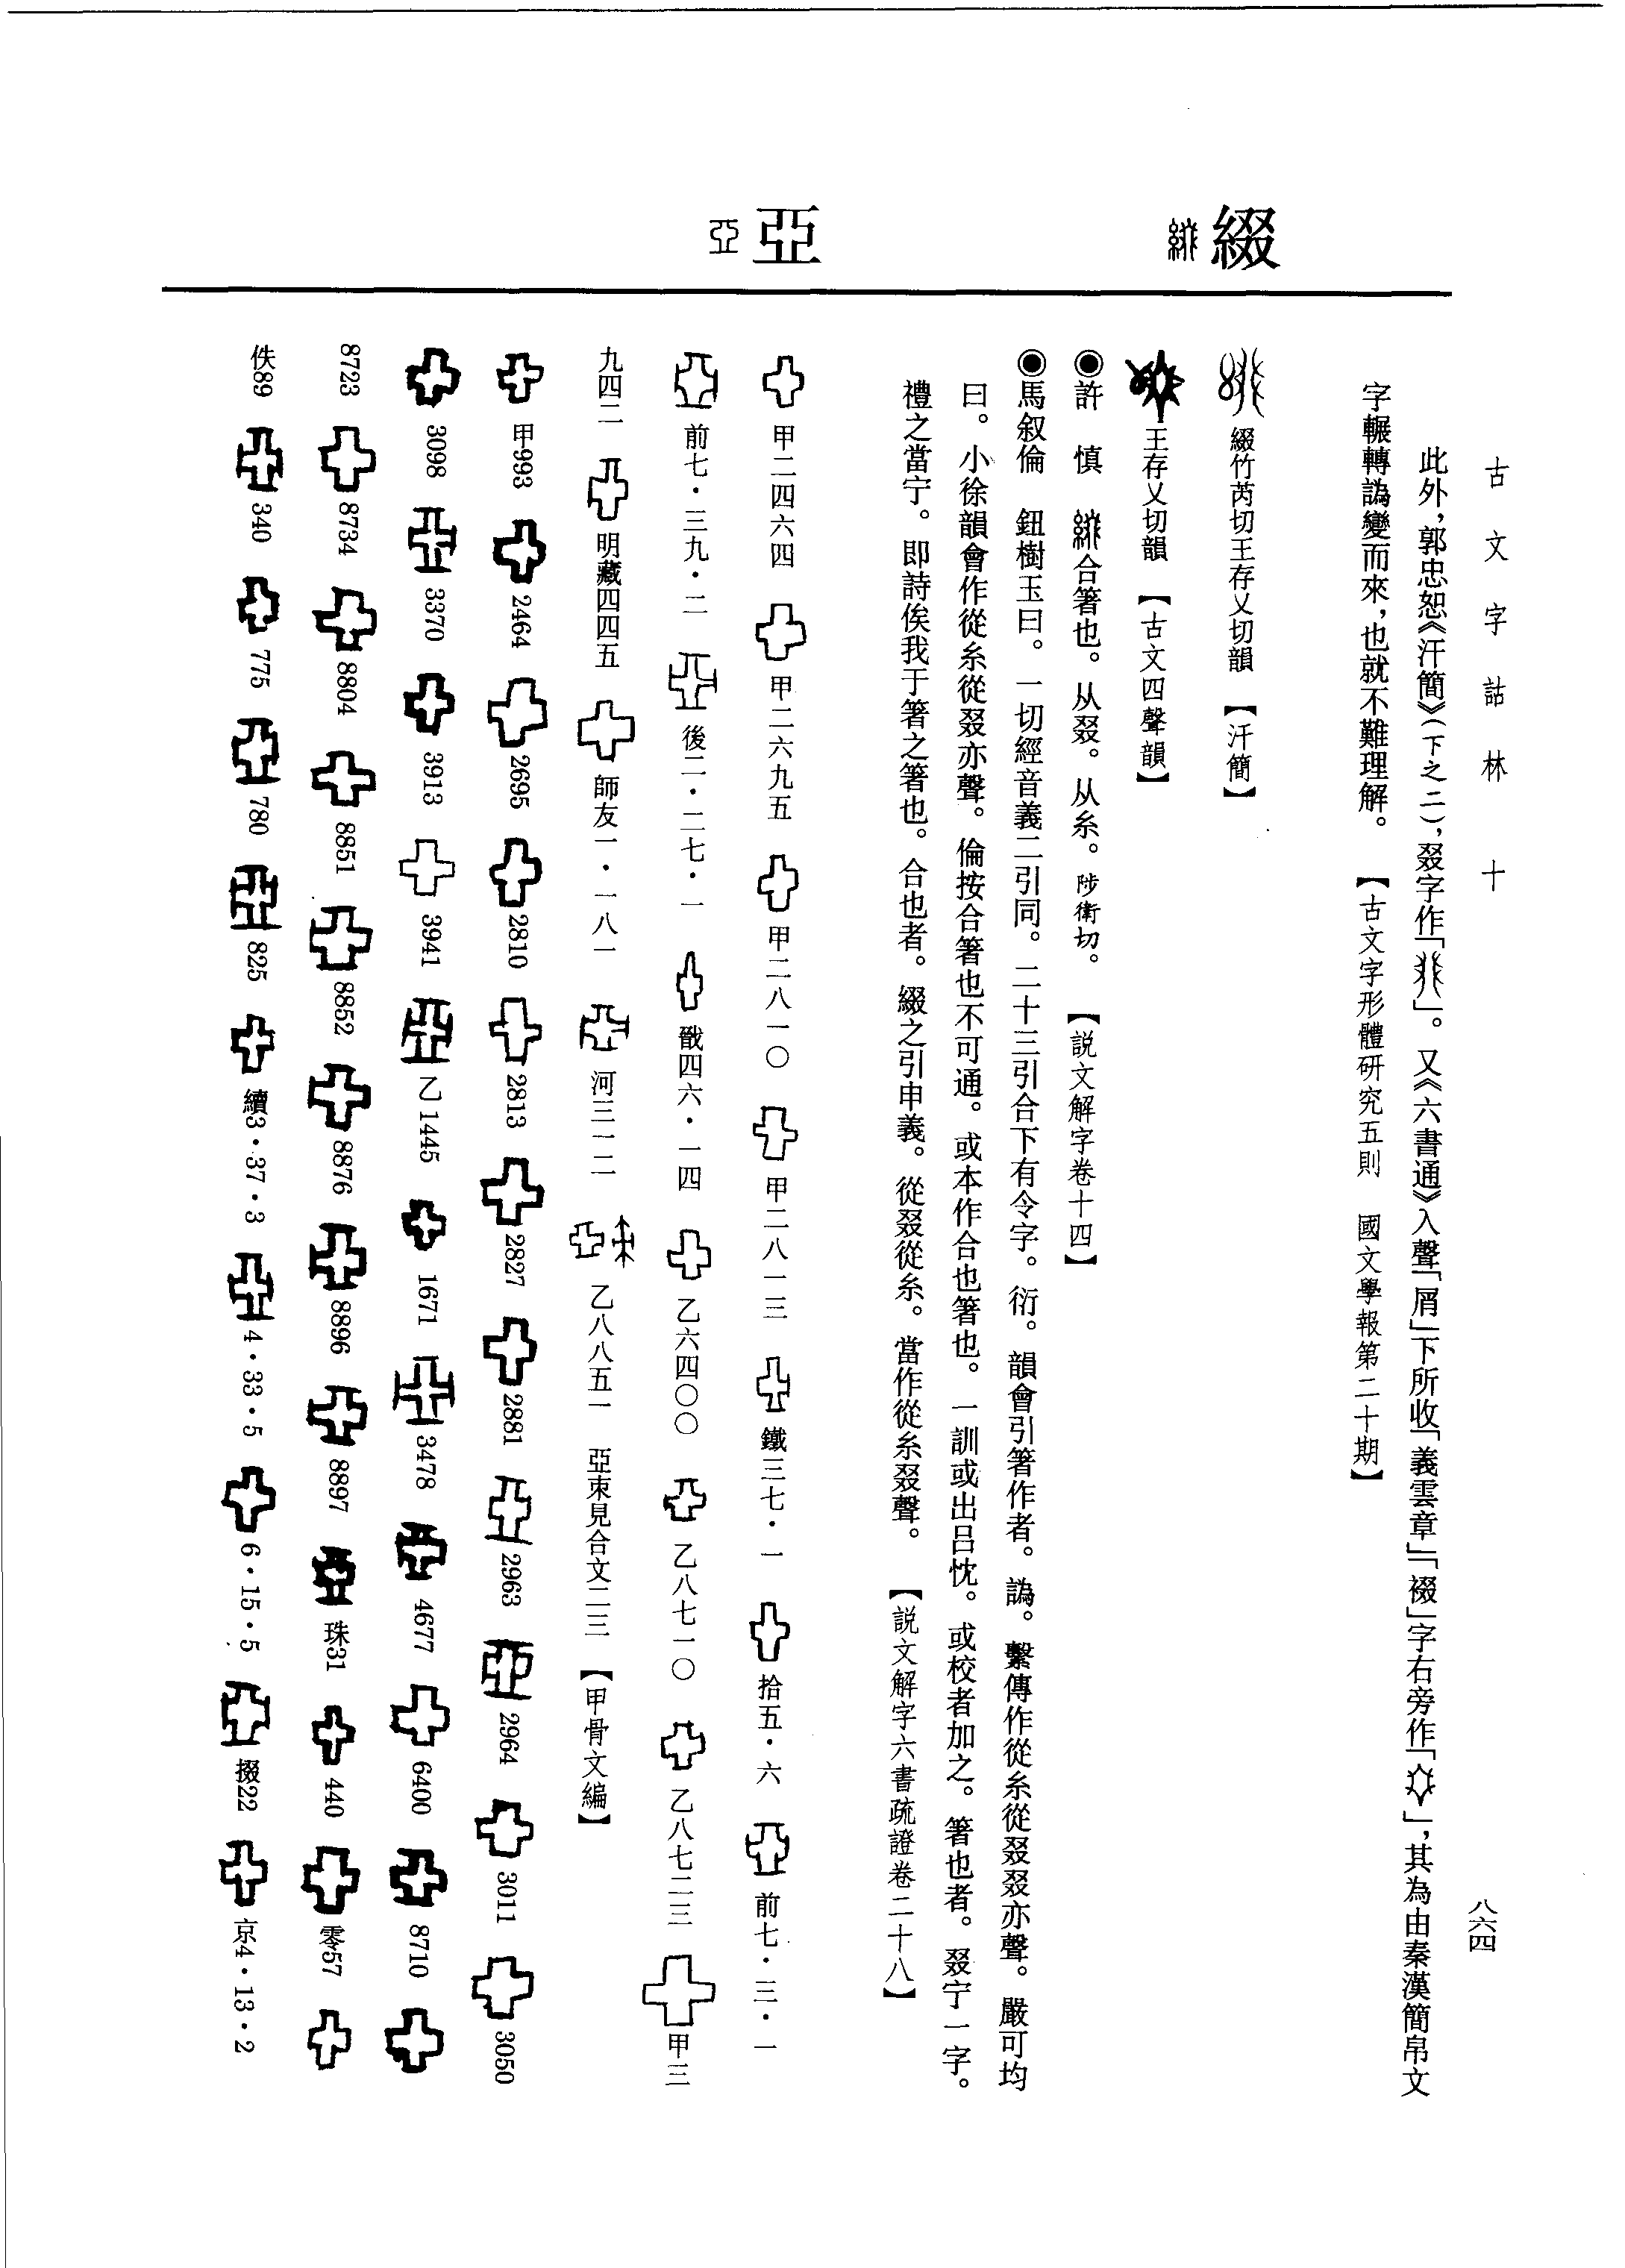 古文字詁林 十
八六四
綴
亞
此外，郭忠恕《汗簡》（下之二），叕字作「」。又《六書通》入聲「屑」下所收「義雲章」「裰」字右旁作「」，其為由秦漢簡帛文
字輾轉譌變而來，也就不難理解。 【古文字形體研究五則 國文學報第二十期】
綴竹芮切王存乂切韻 【汗簡】
王存乂切韻 【古文四聲韻】
◉許 慎 合箸也。从叕。从糸。陟衛切。 【説文解字卷十四】
◉馬叙倫 鈕樹玉曰。一切經音義二引同。二十三引合下有令字。衍。韻會引箸作者。譌。繫傳作從糸從叕叕亦聲。嚴可均
曰。小徐韻會作從糸從叕亦聲。倫按合箸也不可通。或本作合也箸也。一訓或出吕忱。或校者加之。箸也者。叕宁一字。
禮之當宁。即詩俟我于箸之箸也。合也者。綴之引申義。從叕從糸。當作從糸叕聲。 【説文解字六書疏證卷二十八】
甲二四六四 甲二六九五 甲二八一〇 甲二八一三 鐵三七・一 拾五・六 前七・三・一
前七・三九・二 後二・二七・一 戩四六・一四 乙六四〇〇 乙八七一〇 乙八七二三 甲三
九四二 明藏四四五 師友一・一八一 河三一二 乙八八五一 亞束見合文二三 【甲骨文編】
甲993 2464 2695 2810 2813 2827 2881 2963 2964 3011 3050
3098 3370 3913 3941 乙1445 1671 3478 4677 6400 8710
8723 8734 8804 8851 8852 8876 8896 8897 珠31 440 零57
佚89 340 775 780 825 續3・37・3 4・33・5 6・15・5 掇22 京4・13・2